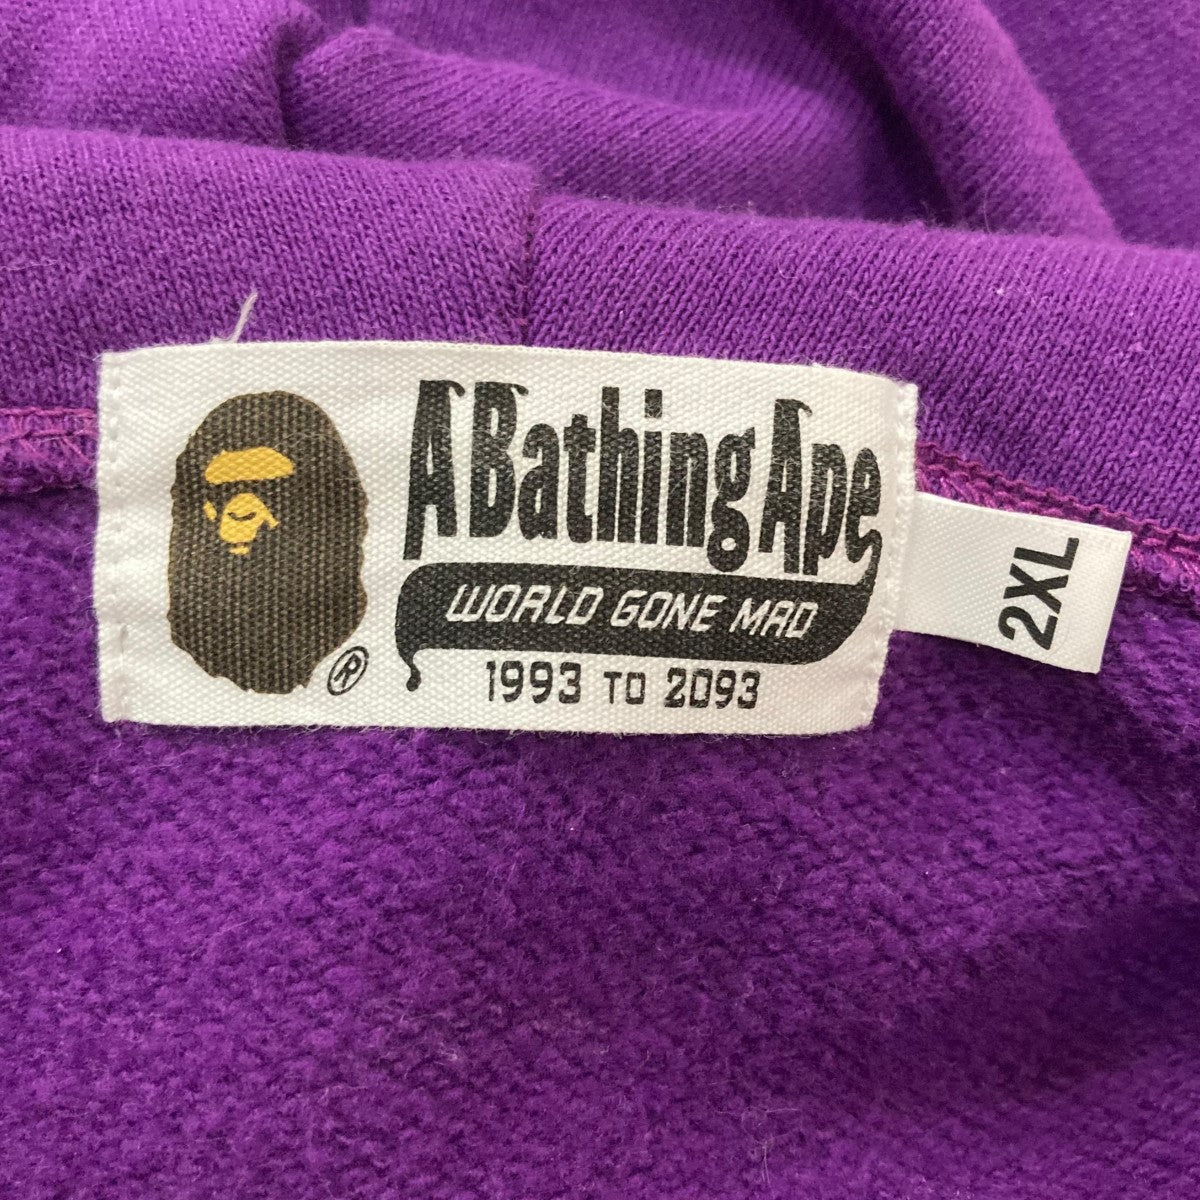 A Bathing Ape
WORLD GONE MAD
1993 TO 2093
®
2XL